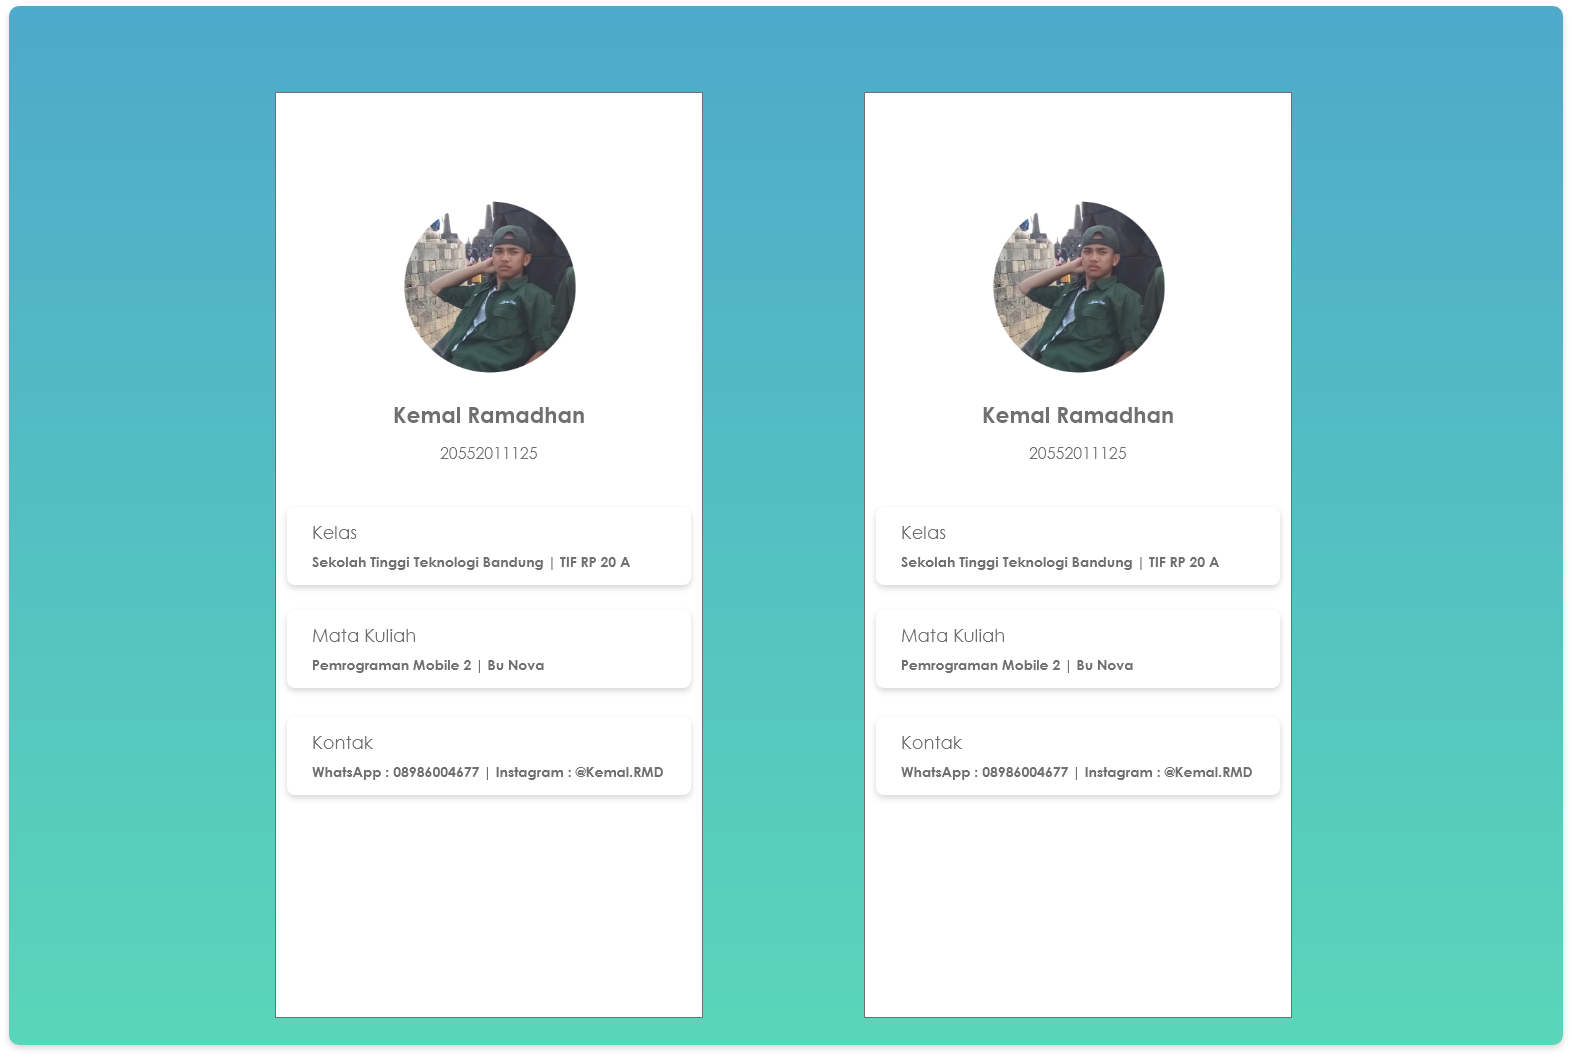 Kemal Ramadhan
20552011125
Kelas
Sekolah Tinggi Teknologi Bandung | TIF RP 20 A
Mata Kuliah
Pemrograman Mobile 2 | Bu Nova
Kontak
WhatsApp : 08986004677 | Instagram : @Kemal.RMD
Kemal Ramadhan
20552011125
Kelas
Sekolah Tinggi Teknologi Bandung | TIF RP 20 A
Mata Kuliah
Pemrograman Mobile 2 | Bu Nova
Kontak
WhatsApp : 08986004677 | Instagram : @Kemal.RMD